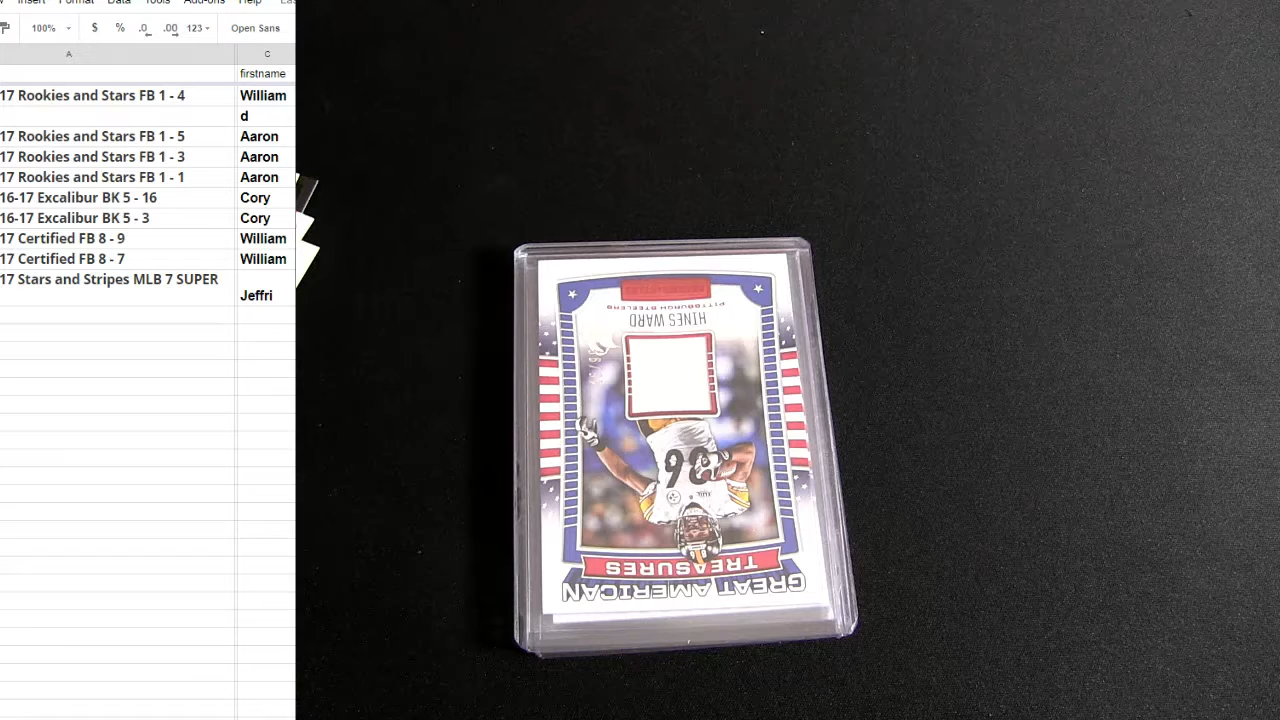 Insert Format Data Tools Add-ons Help
100% $ % .0 .00 123 Open Sans
A C
firstname
17 Rookies and Stars FB 1 - 4 William
d
17 Rookies and Stars FB 1 - 5 Aaron
17 Rookies and Stars FB 1 - 3 Aaron
17 Rookies and Stars FB 1 - 1 Aaron
16-17 Excalibur BK 5 - 16 Cory
16-17 Excalibur BK 5 - 3 Cory
17 Certified FB 8 - 9 William
17 Certified FB 8 - 7 William
17 Stars and Stripes MLB 7 SUPER
Jeffri
GREAT AMERICAN
TREASURES
HINES WARD
PITTSBURGH STEELERS